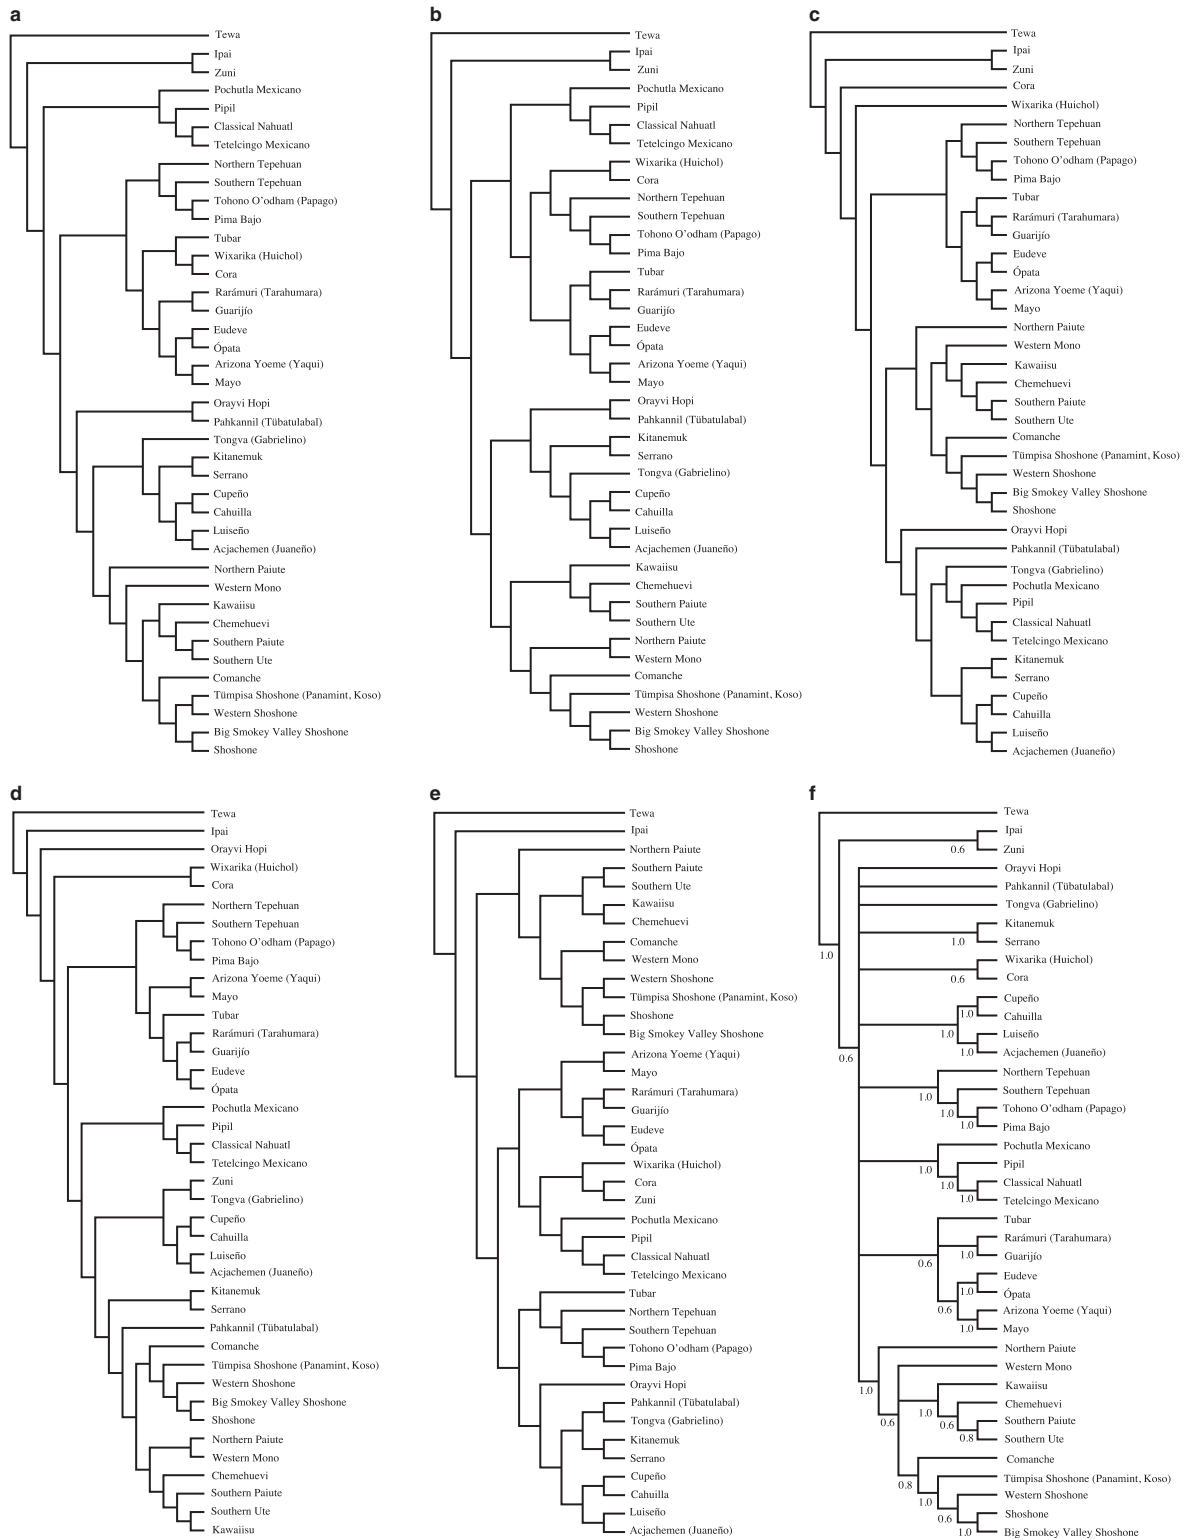 a
Tewa
Ipai
Zuni
Pochutla Mexicano
Pipil
Classical Nahuatl
Tetelcingo Mexicano
Northern Tepehuan
Southern Tepehuan
Tohono O'odham (Papago)
Pima Bajo
Tubar
Wixarika (Huichol)
Cora
Rarámuri (Tarahumara)
Guarijío
Eudeve
Ópata
Arizona Yoeme (Yaqui)
Mayo
Orayvi Hopi
Pahkannil (Tübatulabal)
Tongva (Gabrielino)
Kitanemuk
Serrano
Cupeño
Cahuilla
Luiseño
Acjachemen (Juaneño)
Northern Paiute
Western Mono
Kawaiisu
Chemehuevi
Southern Paiute
Southern Ute
Comanche
Tümpisa Shoshone (Panamint, Koso)
Western Shoshone
Big Smokey Valley Shoshone
Shoshone
b
Tewa
Ipai
Zuni
Pochutla Mexicano
Pipil
Classical Nahuatl
Tetelcingo Mexicano
Wixarika (Huichol)
Cora
Northern Tepehuan
Southern Tepehuan
Tohono O'odham (Papago)
Pima Bajo
Tubar
Rarámuri (Tarahumara)
Guarijío
Eudeve
Ópata
Arizona Yoeme (Yaqui)
Mayo
Orayvi Hopi
Pahkannil (Tübatulabal)
Kitanemuk
Serrano
Tongva (Gabrielino)
Cupeño
Cahuilla
Luiseño
Acjachemen (Juaneño)
Kawaiisu
Chemehuevi
Southern Paiute
Southern Ute
Northern Paiute
Western Mono
Comanche
Tümpisa Shoshone (Panamint, Koso)
Western Shoshone
Big Smokey Valley Shoshone
Shoshone
c
Tewa
Ipai
Zuni
Cora
Wixarika (Huichol)
Northern Tepehuan
Southern Tepehuan
Tohono O'odham (Papago)
Pima Bajo
Tubar
Rarámuri (Tarahumara)
Guarijío
Eudeve
Ópata
Arizona Yoeme (Yaqui)
Mayo
Northern Paiute
Western Mono
Kawaiisu
Chemehuevi
Southern Paiute
Southern Ute
Comanche
Tümpisa Shoshone (Panamint, Koso)
Western Shoshone
Big Smokey Valley Shoshone
Shoshone
Orayvi Hopi
Pahkannil (Tübatulabal)
Tongva (Gabrielino)
Pochutla Mexicano
Pipil
Classical Nahuatl
Tetelcingo Mexicano
Kitanemuk
Serrano
Cupeño
Cahuilla
Luiseño
Acjachemen (Juaneño)
d
Tewa
Ipai
Orayvi Hopi
Wixarika (Huichol)
Cora
Northern Tepehuan
Southern Tepehuan
Tohono O'odham (Papago)
Pima Bajo
Arizona Yoeme (Yaqui)
Mayo
Tubar
Rarámuri (Tarahumara)
Guarijío
Eudeve
Ópata
Pochutla Mexicano
Pipil
Classical Nahuatl
Tetelcingo Mexicano
Zuni
Tongva (Gabrielino)
Cupeño
Cahuilla
Luiseño
Acjachemen (Juaneño)
Kitanemuk
Serrano
Pahkannil (Tübatulabal)
Comanche
Tümpisa Shoshone (Panamint, Koso)
Western Shoshone
Big Smokey Valley Shoshone
Shoshone
Northern Paiute
Western Mono
Chemehuevi
Southern Paiute
Southern Ute
Kawaiisu
e
Tewa
Ipai
Northern Paiute
Southern Paiute
Southern Ute
Kawaiisu
Chemehuevi
Comanche
Western Mono
Western Shoshone
Tümpisa Shoshone (Panamint, Koso)
Shoshone
Big Smokey Valley Shoshone
Arizona Yoeme (Yaqui)
Mayo
Rarámuri (Tarahumara)
Guarijío
Eudeve
Ópata
Wixarika (Huichol)
Cora
Zuni
Pochutla Mexicano
Pipil
Classical Nahuatl
Tetelcingo Mexicano
Tubar
Northern Tepehuan
Southern Tepehuan
Tohono O'odham (Papago)
Pima Bajo
Orayvi Hopi
Pahkannil (Tübatulabal)
Tongva (Gabrielino)
Kitanemuk
Serrano
Cupeño
Cahuilla
Luiseño
Acjachemen (Juaneño)
f
Tewa
Ipai
0.6
Zuni
Orayvi Hopi
Pahkannil (Tübatulabal)
Tongva (Gabrielino)
Kitanemuk
1.0
Serrano
1.0
Wixarika (Huichol)
0.6
Cora
Cupeño
1.0
Cahuilla
1.0
Luiseño
1.0
Acjachemen (Juaneño)
0.6
Northern Tepehuan
1.0
Southern Tepehuan
1.0
Tohono O'odham (Papago)
1.0
Pima Bajo
Pochutla Mexicano
1.0
Pipil
1.0
Classical Nahuatl
1.0
Tetelcingo Mexicano
Tubar
Rarámuri (Tarahumara)
1.0
Guarijío
0.6
Eudeve
1.0
Ópata
0.6
Arizona Yoeme (Yaqui)
1.0
Mayo
Northern Paiute
Western Mono
1.0
Kawaiisu
1.0
Chemehuevi
0.6
0.6
Southern Paiute
0.8
Southern Ute
Comanche
0.8
Tümpisa Shoshone (Panamint, Koso)
1.0
Western Shoshone
0.6
Shoshone
1.0
Big Smokey Valley Shoshone